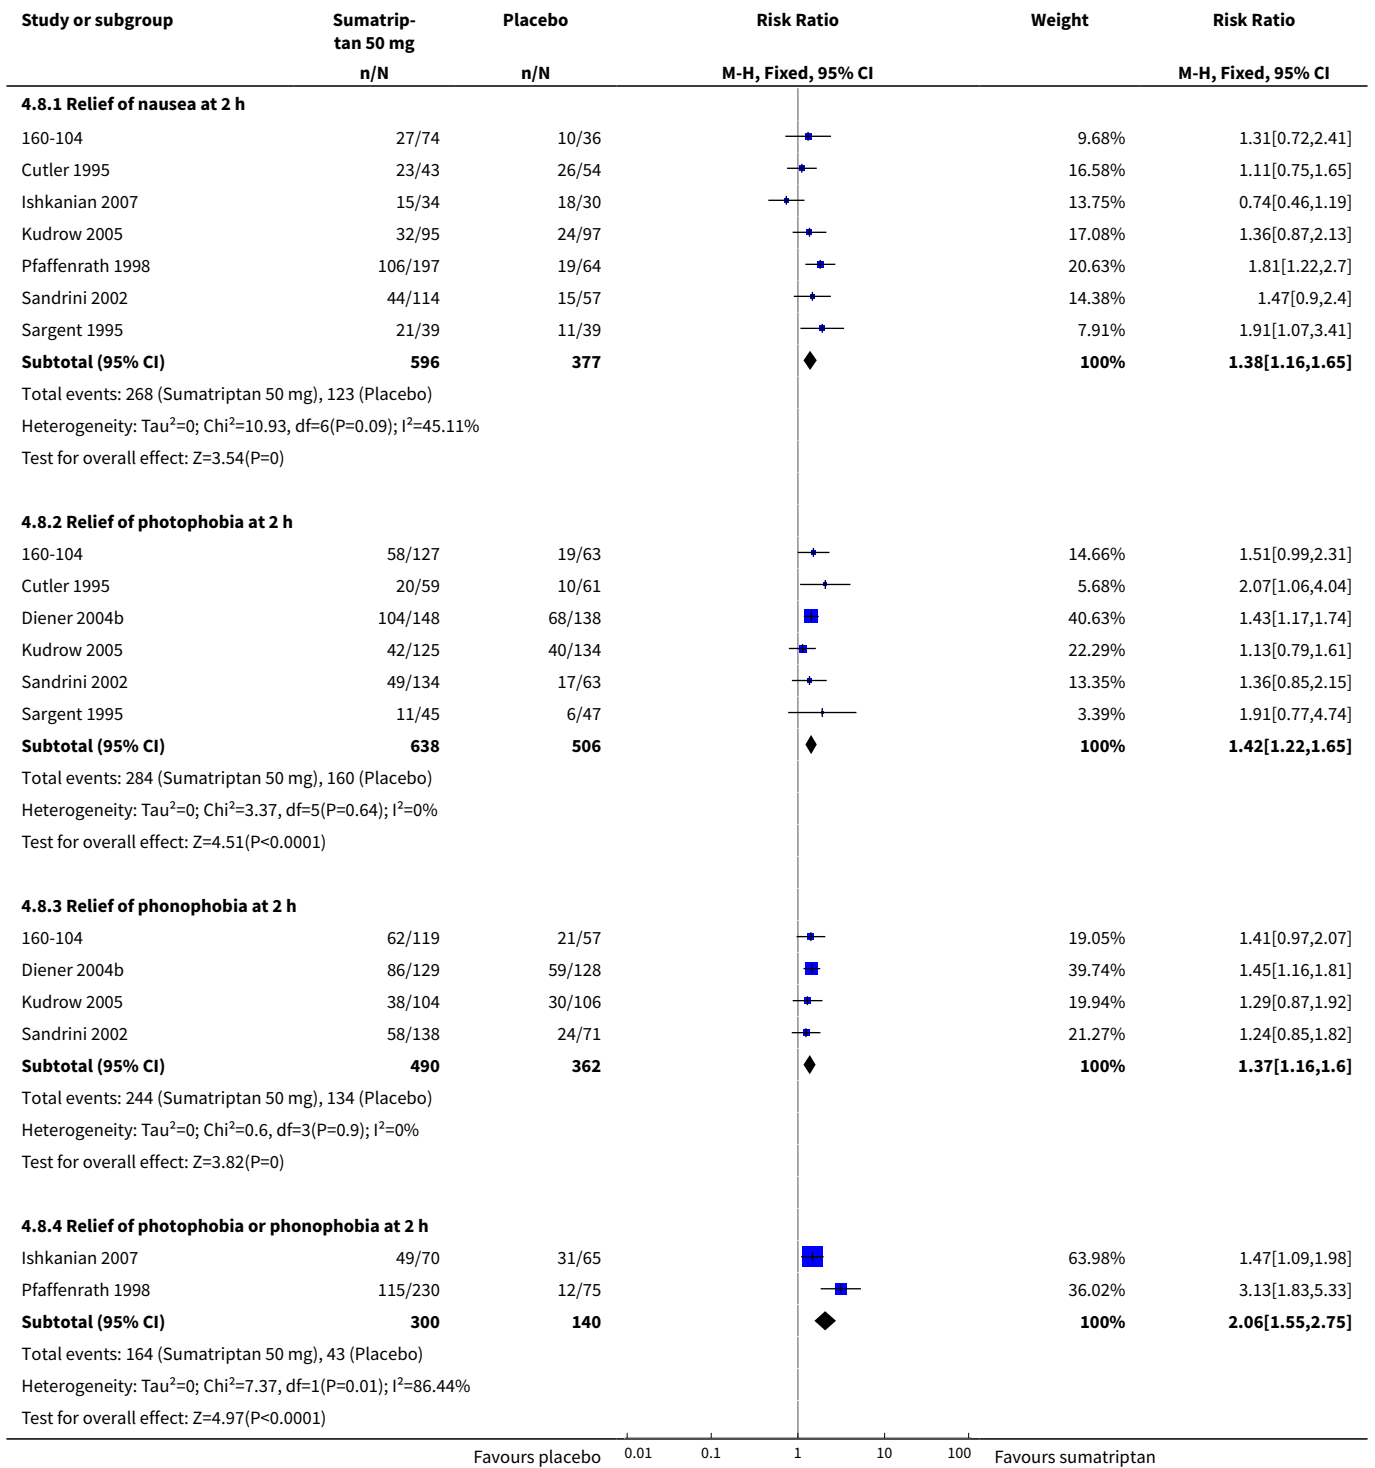 Study or subgroup Sumatrip- Placebo Risk Ratio Weight Risk Ratio
tan 50 mg
n/N n/N M-H, Fixed, 95% CI M-H, Fixed, 95% CI
4.8.1 Relief of nausea at 2 h
160-104 27/74 10/36 9.68% 1.31[0.72,2.41]
Cutler 1995 23/43 26/54 16.58% 1.11[0.75,1.65]
Ishkanian 2007 15/34 18/30 13.75% 0.74[0.46,1.19]
Kudrow 2005 32/95 24/97 17.08% 1.36[0.87,2.13]
Pfaffenrath 1998 106/197 19/64 20.63% 1.81[1.22,2.7]
Sandrini 2002 44/114 15/57 14.38% 1.47[0.9,2.4]
Sargent 1995 21/39 11/39 7.91% 1.91[1.07,3.41]
Subtotal (95% CI) 596 377 100% 1.38[1.16,1.65]
Total events: 268 (Sumatriptan 50 mg), 123 (Placebo)
Heterogeneity: Tau²=0; Chi²=10.93, df=6(P=0.09); I²=45.11%
Test for overall effect: Z=3.54(P=0)
4.8.2 Relief of photophobia at 2 h
160-104 58/127 19/63 14.66% 1.51[0.99,2.31]
Cutler 1995 20/59 10/61 5.68% 2.07[1.06,4.04]
Diener 2004b 104/148 68/138 40.63% 1.43[1.17,1.74]
Kudrow 2005 42/125 40/134 22.29% 1.13[0.79,1.61]
Sandrini 2002 49/134 17/63 13.35% 1.36[0.85,2.15]
Sargent 1995 11/45 6/47 3.39% 1.91[0.77,4.74]
Subtotal (95% CI) 638 506 100% 1.42[1.22,1.65]
Total events: 284 (Sumatriptan 50 mg), 160 (Placebo)
Heterogeneity: Tau²=0; Chi²=3.37, df=5(P=0.64); I²=0%
Test for overall effect: Z=4.51(P<0.0001)
4.8.3 Relief of phonophobia at 2 h
160-104 62/119 21/57 19.05% 1.41[0.97,2.07]
Diener 2004b 86/129 59/128 39.74% 1.45[1.16,1.81]
Kudrow 2005 38/104 30/106 19.94% 1.29[0.87,1.92]
Sandrini 2002 58/138 24/71 21.27% 1.24[0.85,1.82]
Subtotal (95% CI) 490 362 100% 1.37[1.16,1.6]
Total events: 244 (Sumatriptan 50 mg), 134 (Placebo)
Heterogeneity: Tau²=0; Chi²=0.6, df=3(P=0.9); I²=0%
Test for overall effect: Z=3.82(P=0)
4.8.4 Relief of photophobia or phonophobia at 2 h
Ishkanian 2007 49/70 31/65 63.98% 1.47[1.09,1.98]
Pfaffenrath 1998 115/230 12/75 36.02% 3.13[1.83,5.33]
Subtotal (95% CI) 300 140 100% 2.06[1.55,2.75]
Total events: 164 (Sumatriptan 50 mg), 43 (Placebo)
Heterogeneity: Tau²=0; Chi²=7.37, df=1(P=0.01); I²=86.44%
Test for overall effect: Z=4.97(P<0.0001)
Favours placebo 0.01 0.1 1 10 100 Favours sumatriptan